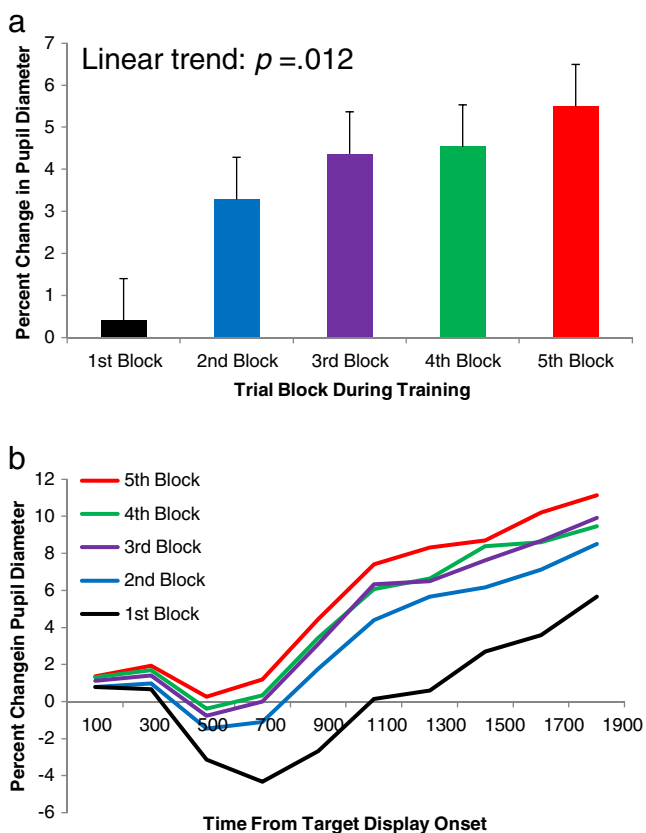 a
Linear trend: p =.012
Percent Change in Pupil Diameter
7
6
5
4
3
2
1
0
1st Block 2nd Block 3rd Block 4th Block 5th Block
Trial Block During Training
b
Percent Changein Pupil Diameter
12
10
8
6
4
2
0
-2
-4
-6
5th Block
4th Block
3rd Block
2nd Block
1st Block
100 300 500 700 900 1100 1300 1500 1700 1900
Time From Target Display Onset